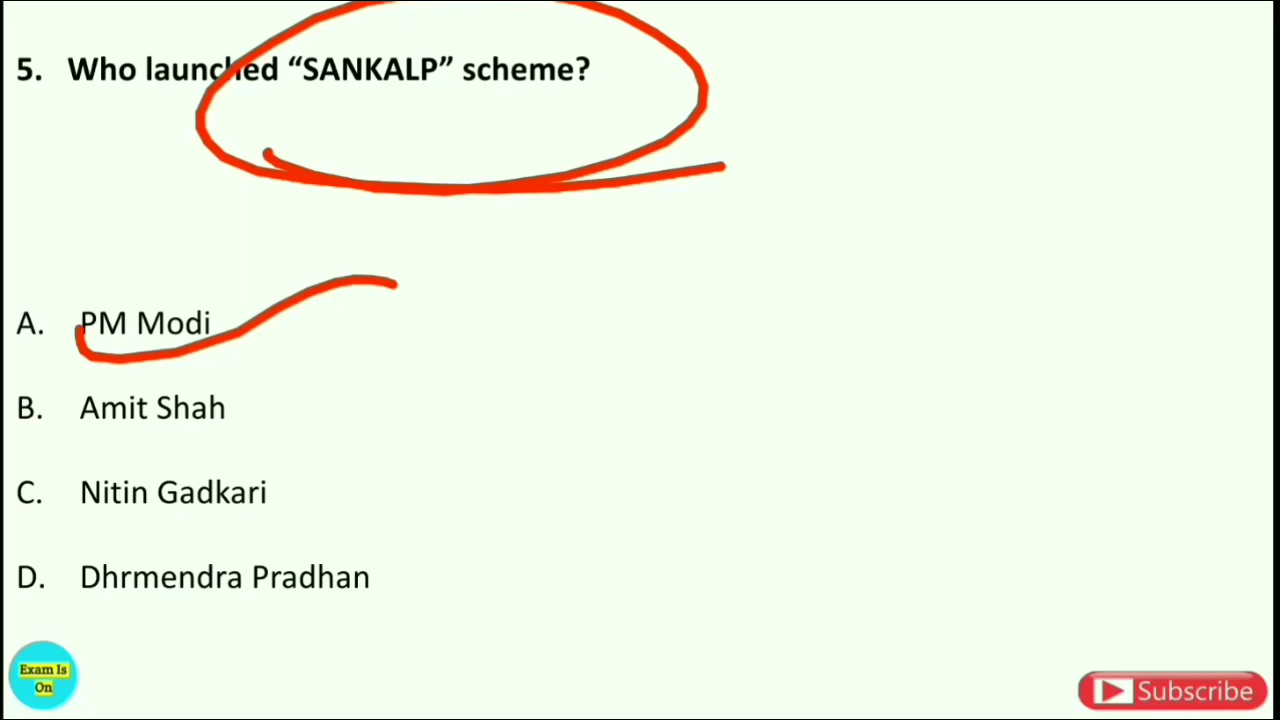 5. Who launched “SANKALP” scheme?
A. PM Modi
B. Amit Shah
C. Nitin Gadkari
D. Dhrmendra Pradhan
Exam Is
On
Subscribe